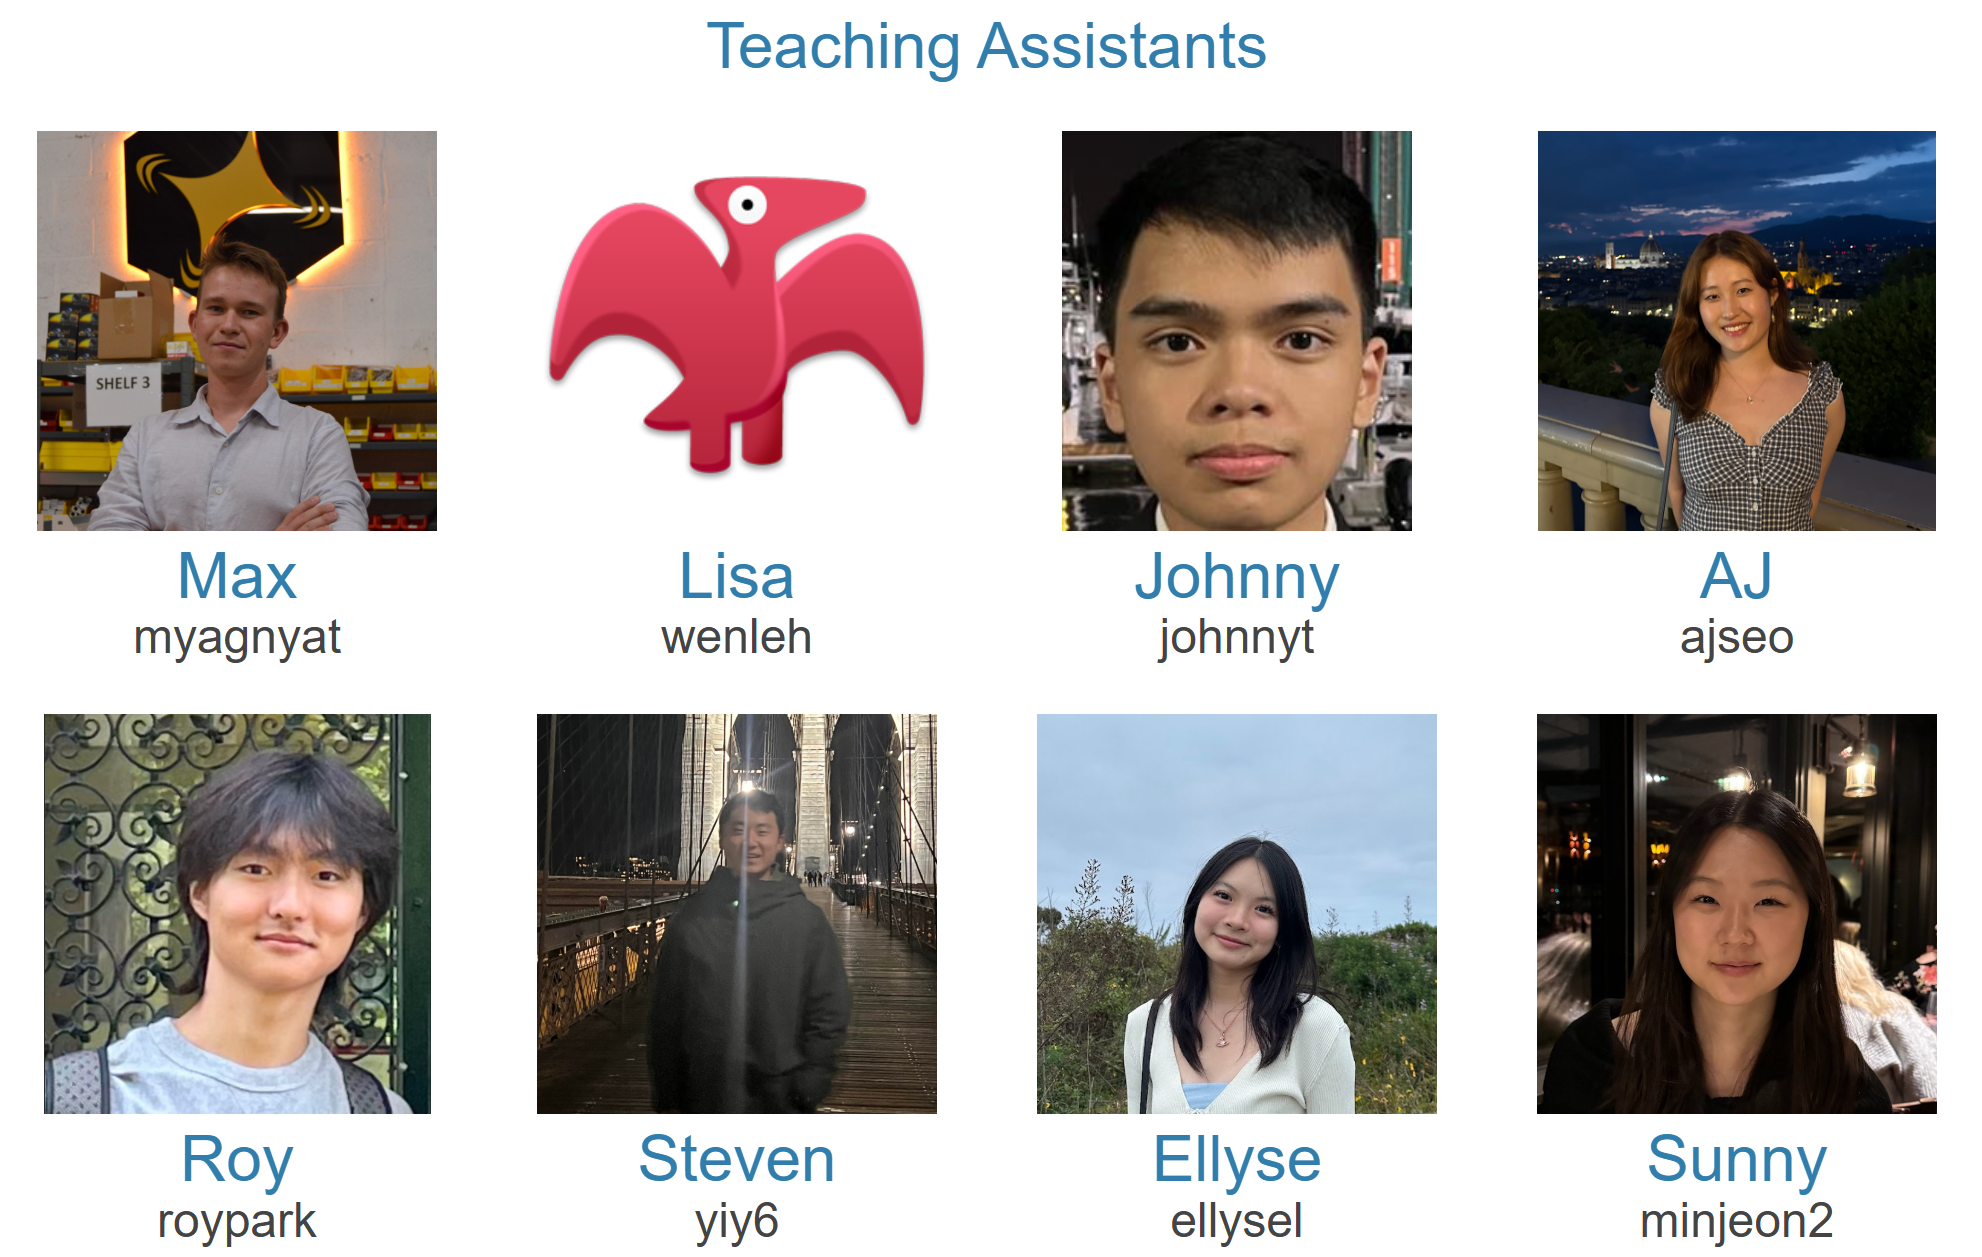 Teaching Assistants
SHELF 3
Max
myagnyat
Lisa
wenleh
Johnny
johnnyt
AJ
ajseo
Roy
roypark
Steven
yiy6
Ellyse
ellysel
Sunny
minjeon2